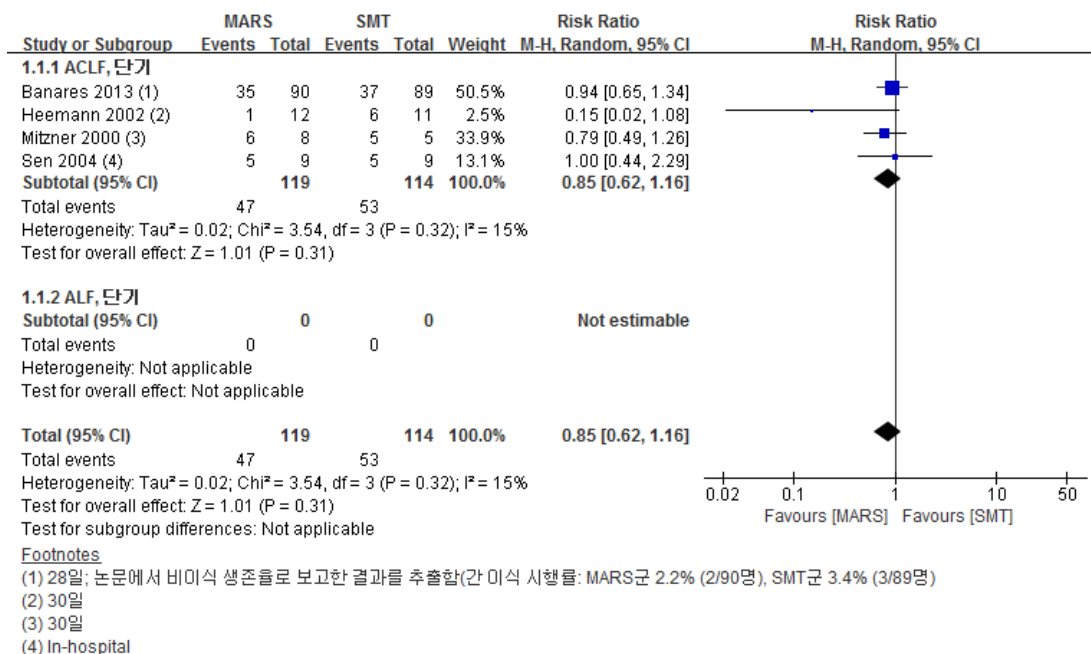 MARS SMT Risk Ratio Risk Ratio
Study or Subgroup Events Total Events Total Weight M-H, Random, 95% CI M-H, Random, 95% CI
1.1.1 ACLF, 단기
Banares 2013 (1) 35 90 37 89 50.5% 0.94 [0.65, 1.34]
Heemann 2002 (2) 1 12 6 11 2.5% 0.15 [0.02, 1.08]
Mitzner 2000 (3) 6 8 5 5 33.9% 0.79 [0.49, 1.26]
Sen 2004 (4) 5 9 5 9 13.1% 1.00 [0.44, 2.29]
Subtotal (95% CI) 119 114 100.0% 0.85 [0.62, 1.16]
Total events 47 53
Heterogeneity: Tau² = 0.02; Chi² = 3.54, df = 3 (P = 0.32); I² = 15%
Test for overall effect: Z = 1.01 (P = 0.31)
1.1.2 ALF, 단기
Subtotal (95% CI) 0 0 Not estimable
Total events 0 0
Heterogeneity: Not applicable
Test for overall effect: Not applicable
Total (95% CI) 119 114 100.0% 0.85 [0.62, 1.16]
Total events 47 53
Heterogeneity: Tau² = 0.02; Chi² = 3.54, df = 3 (P = 0.32); I² = 15%
Test for overall effect: Z = 1.01 (P = 0.31)
Test for subgroup differences: Not applicable
0.02 0.1 1 10 50
Favours [MARS] Favours [SMT]
Footnotes
(1) 28일; 논문에서 비이식 생존율로 보고한 결과를 추출함(간 이식 시행률: MARS군 2.2% (2/90명), SMT군 3.4% (3/89명)
(2) 30일
(3) 30일
(4) In-hospital